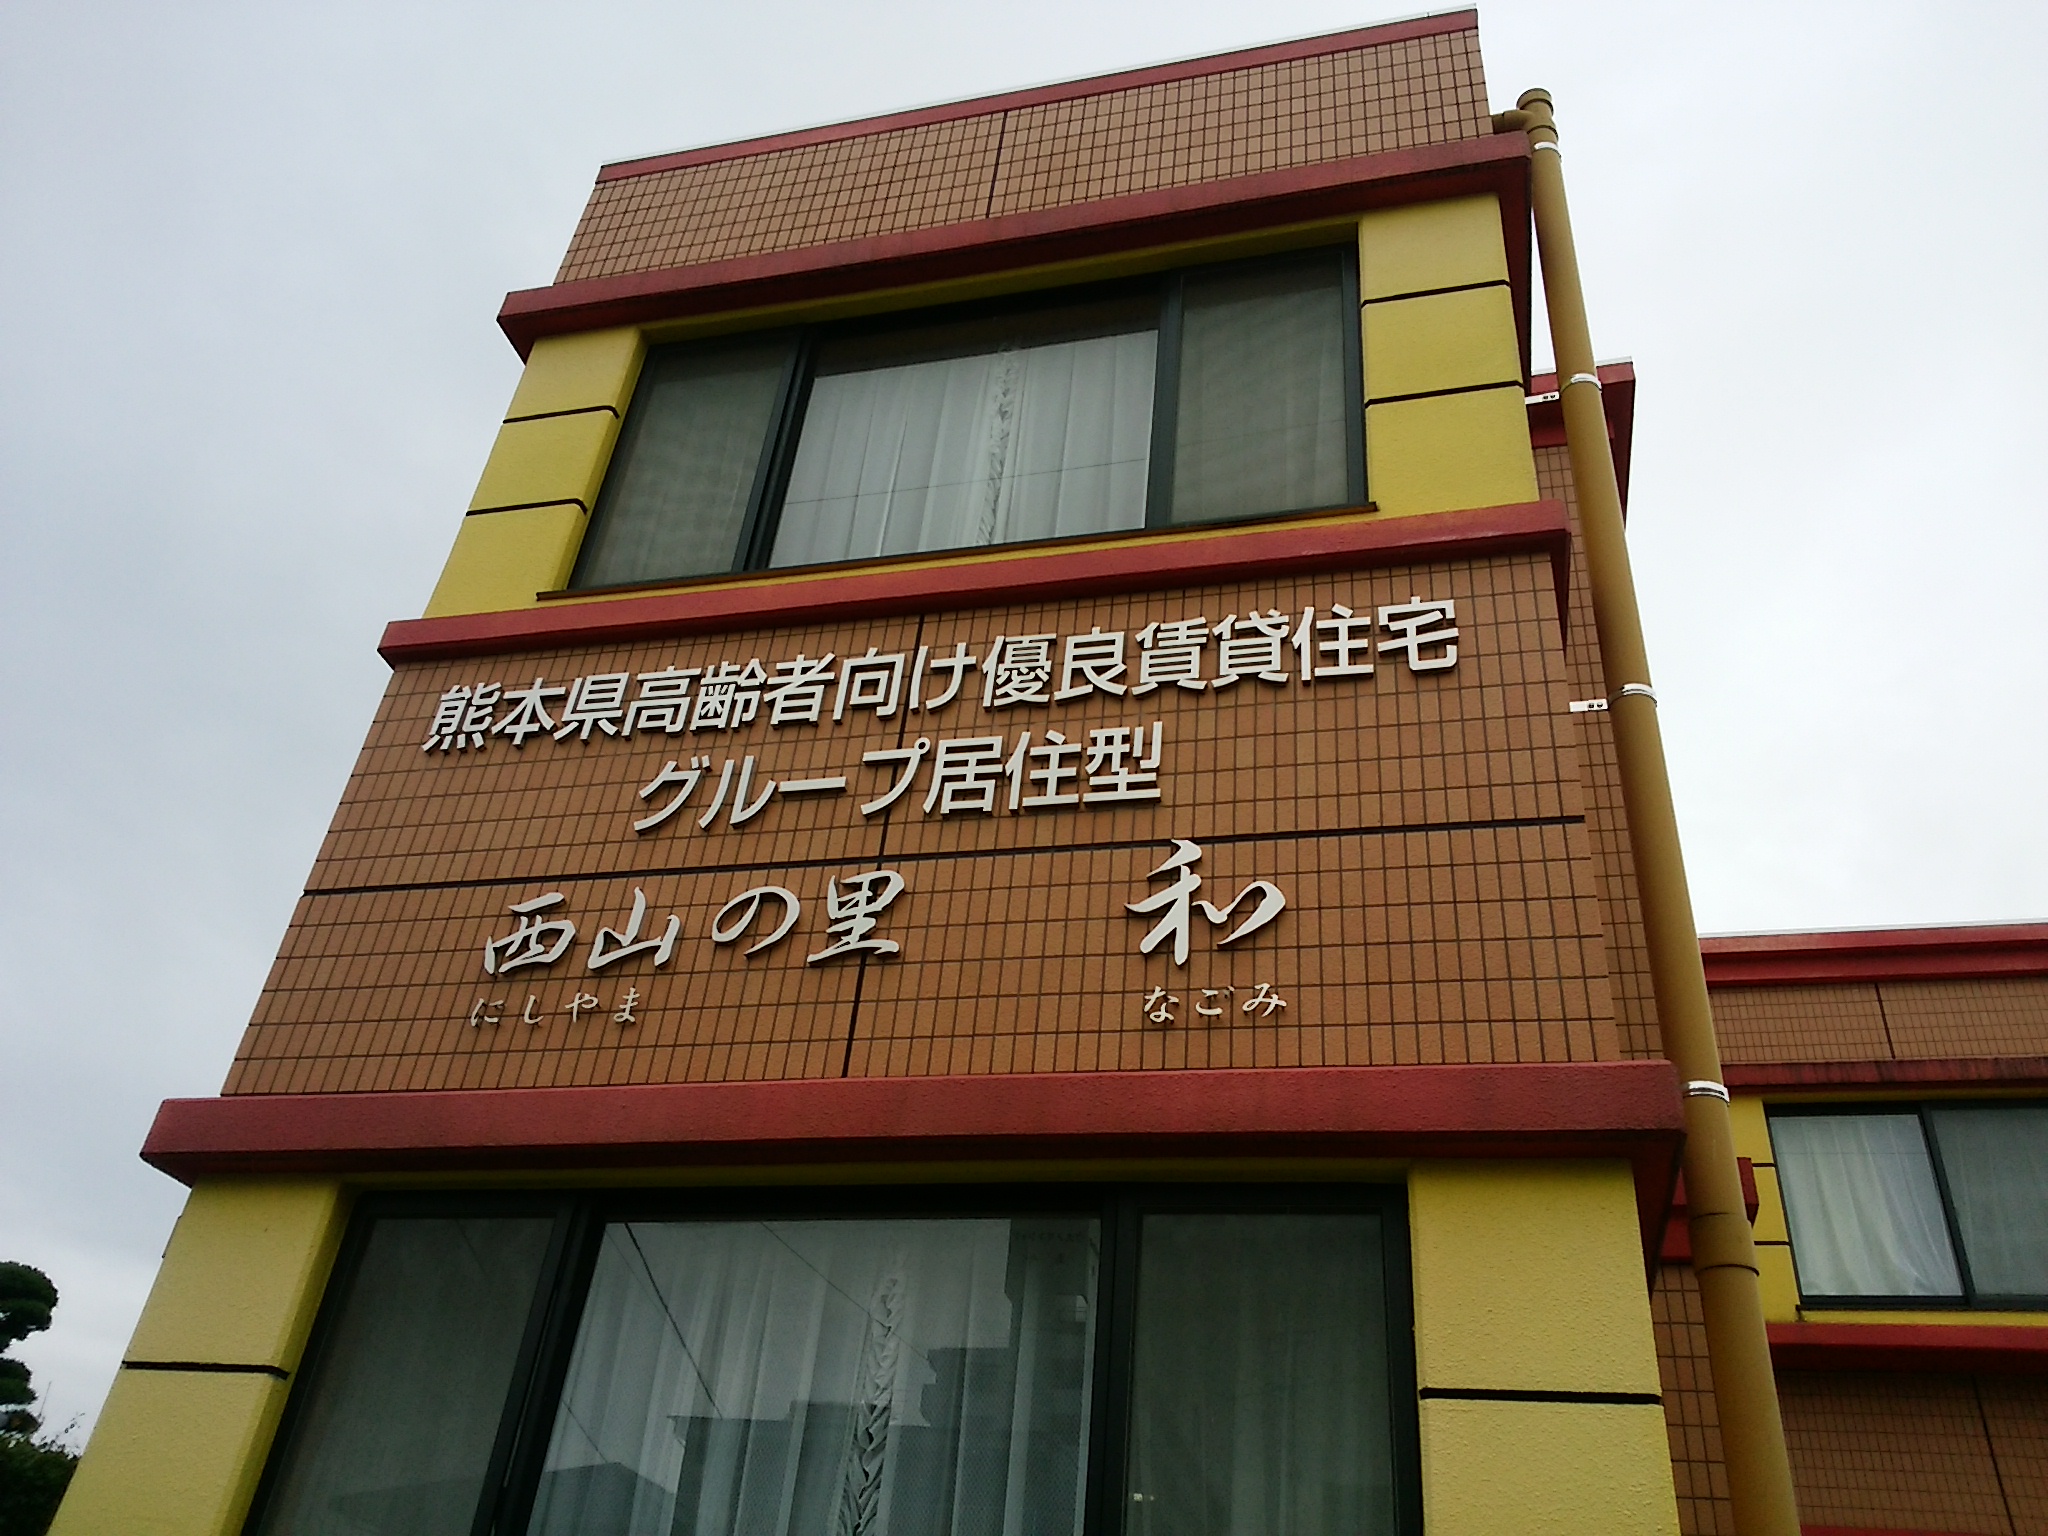 熊本県高齢者向け優良賃貸住宅
グループ居住型
西山の里　和
にしやま　なごみ